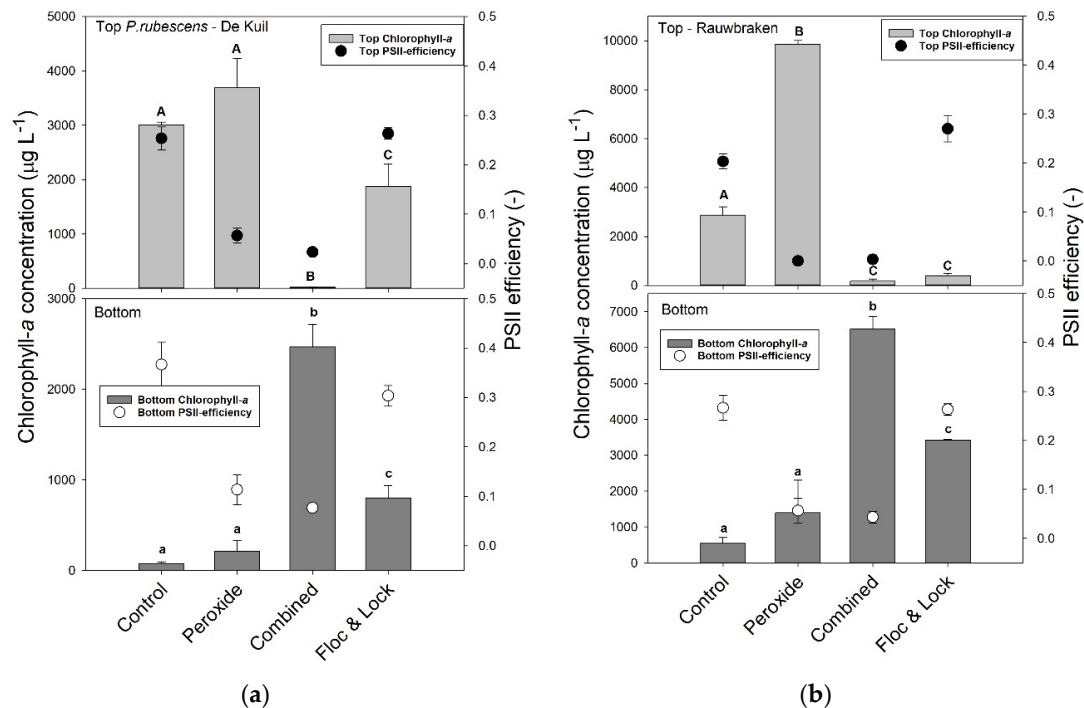 Top P.rubescens - De Kuil
Top Chlorophyll-a
Top PSII-efficiency
5000
4000
3000
2000
1000
0
0.5
0.4
0.3
0.2
0.1
0.0
A
A
B
C
Bottom
Bottom Chlorophyll-a
Bottom PSII-efficiency
3000
2000
1000
0
0.5
0.4
0.3
0.2
0.1
0.0
a
a
b
c
Chlorophyll-a concentration (µg L-1)
PSII efficiency (-)
Control
Peroxide
Combined
Floc & Lock
(a)
Top - Rauwbraken
Top Chlorophyll-a
Top PSII-efficiency
10000
8000
6000
4000
2000
0
0.5
0.4
0.3
0.2
0.1
0.0
A
B
C
C
Bottom
Bottom Chlorophyll-a
Bottom PSII-efficiency
7000
6000
5000
4000
3000
2000
1000
0
0.5
0.4
0.3
0.2
0.1
0.0
a
a
b
c
Chlorophyll-a concentration (µg L-1)
PSII efficiency (-)
Control
Peroxide
Combined
Floc & Lock
(b)